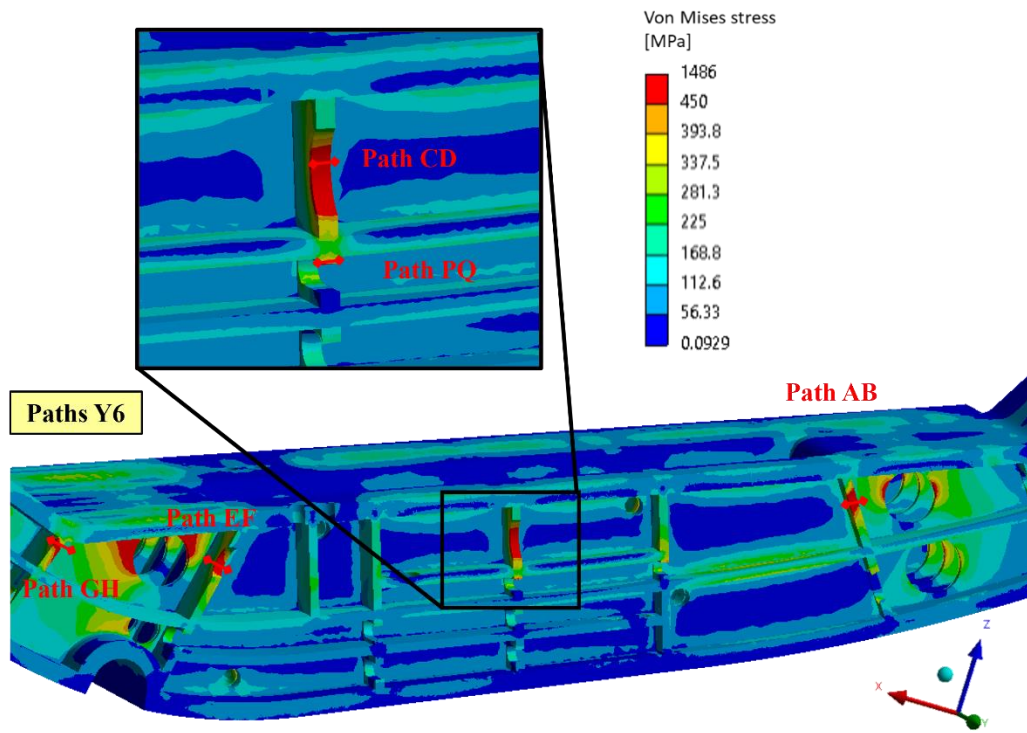 Von Mises stress
[MPa]
1486
450
393.8
337.5
281.3
225
168.8
112.6
56.33
0.0929
Path CD
Path PQ
Paths Y6
Path AB
Path EF
Path GH
Z
X
Y